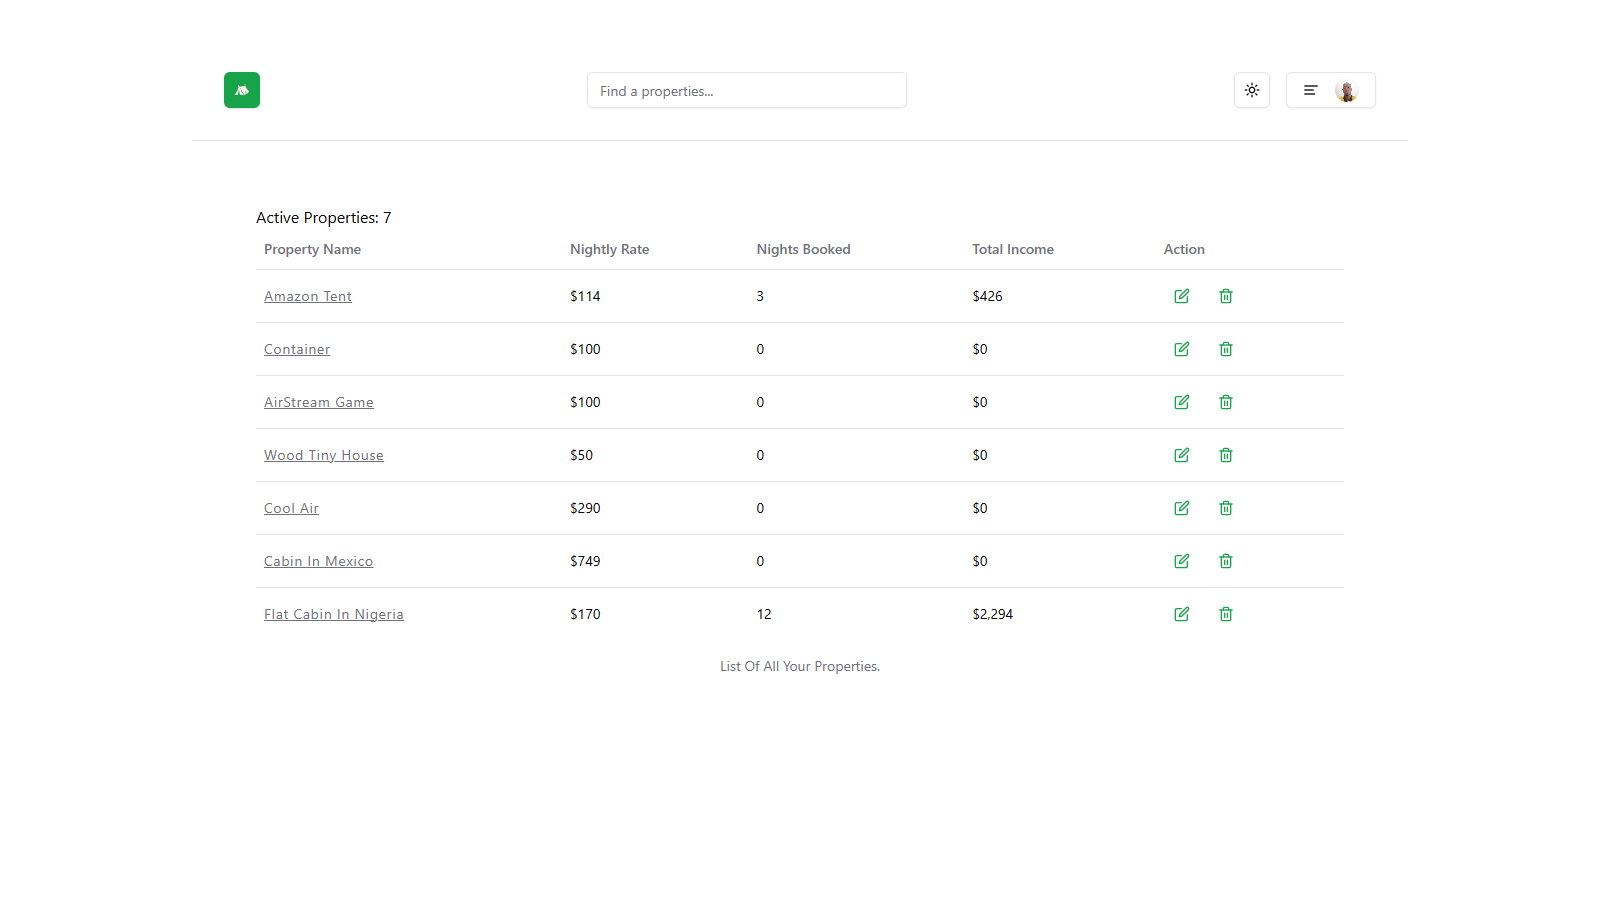 Find a properties...
Active Properties: 7
Property Name Nightly Rate Nights Booked Total Income Action
Amazon Tent $114 3 $426
Container $100 0 $0
AirStream Game $100 0 $0
Wood Tiny House $50 0 $0
Cool Air $290 0 $0
Cabin In Mexico $749 0 $0
Flat Cabin In Nigeria $170 12 $2,294
List Of All Your Properties.